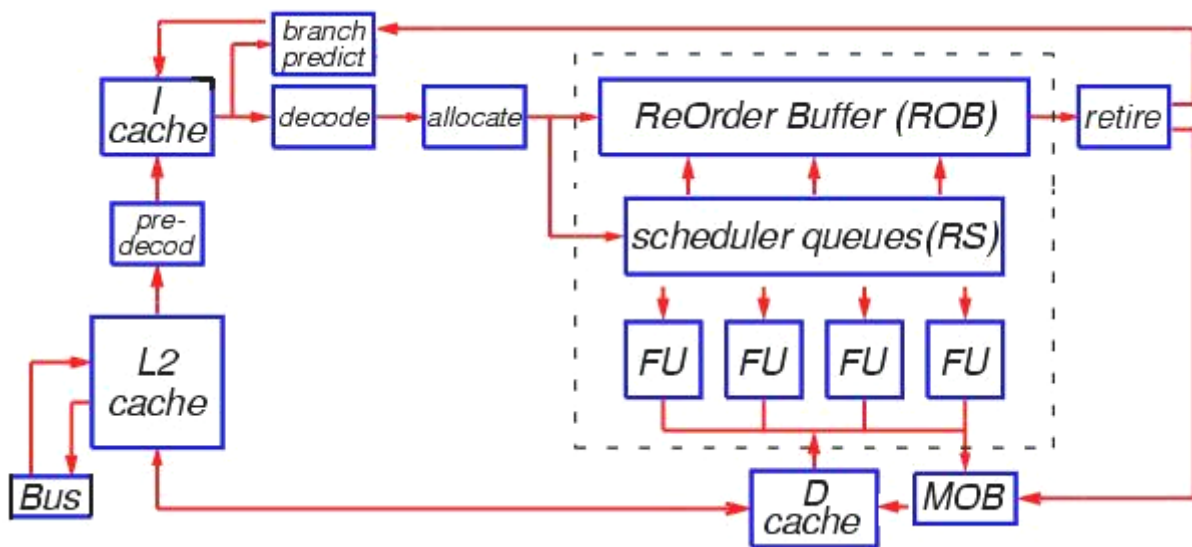 branch
predict
I
cache
decode
allocate
ReOrder Buffer (ROB)
retire
pre-
decod
scheduler queues(RS)
L2
cache
FU
FU
FU
FU
Bus
D
cache
MOB